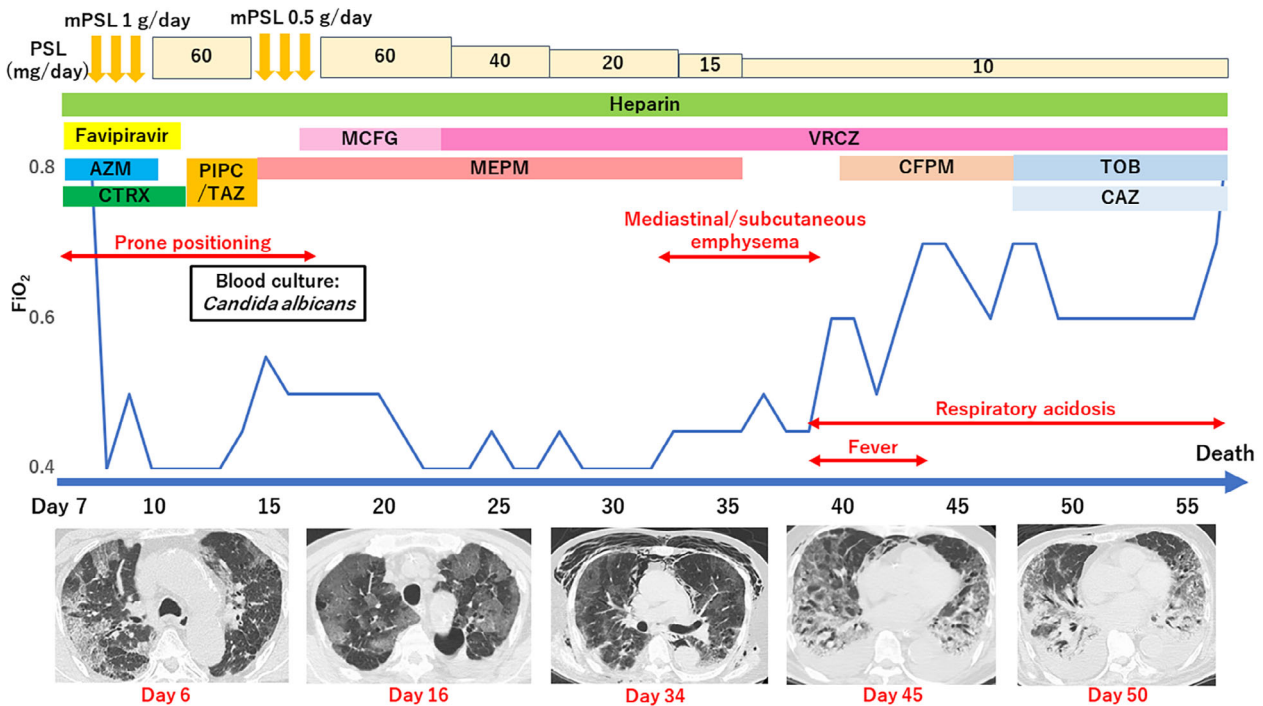 mPSL 1 g/day
mPSL 0.5 g/day
PSL
(mg/day)
60
60
40
20
15
10
Heparin
Favipiravir
MCFG
VRCZ
0.8
AZM
PIPC
/TAZ
MEPM
CFPM
TOB
CTRX
CAZ
Mediastinal/subcutaneous
emphysema
Prone positioning
Blood culture:
Candida albicans
FiO₂
0.6
Respiratory acidosis
Fever
Death
0.4
Day 7
10
15
20
25
30
35
40
45
50
55
Day 6
Day 16
Day 34
Day 45
Day 50